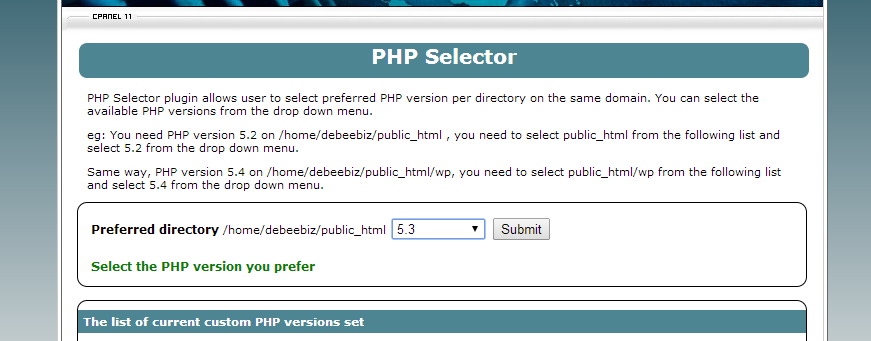 CPANEL 11
PHP Selector
PHP Selector plugin allows user to select preferred PHP version per directory on the same domain. You can select the
available PHP versions from the drop down menu.
eg: You need PHP version 5.2 on /home/debeebiz/public_html , you need to select public_html from the following list and
select 5.2 from the drop down menu.
Same way, PHP version 5.4 on /home/debeebiz/public_html/wp, you need to select public_html/wp from the following list
and select 5.4 from the drop down menu.
Preferred directory /home/debeebiz/public_html 5.3 Submit
Select the PHP version you prefer
The list of current custom PHP versions set